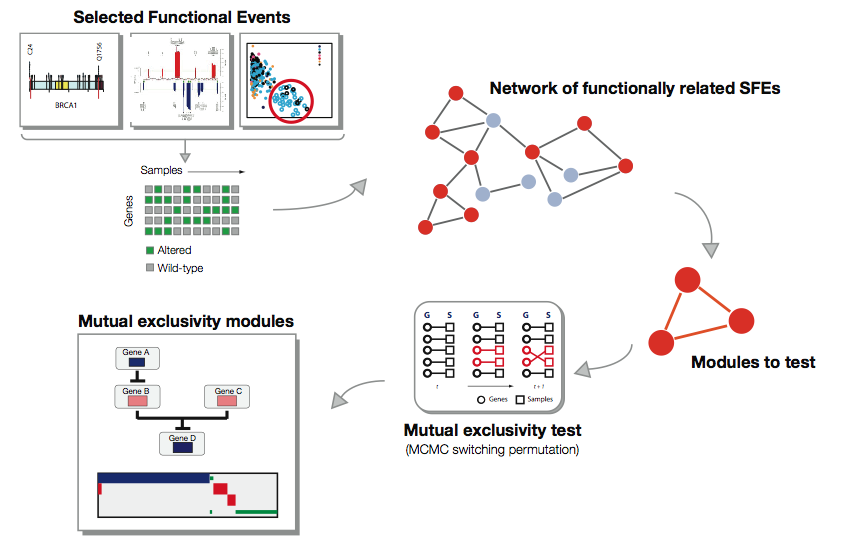 Selected Functional Events
C24
Q1756
BRCA1
Network of functionally related SFEs
Samples
Genes
Altered
Wild-type
Modules to test
G S G S G S
t
t + 1
Genes Samples
Mutual exclusivity test
(MCMC switching permutation)
Mutual exclusivity modules
Gene A
Gene B
Gene C
Gene D